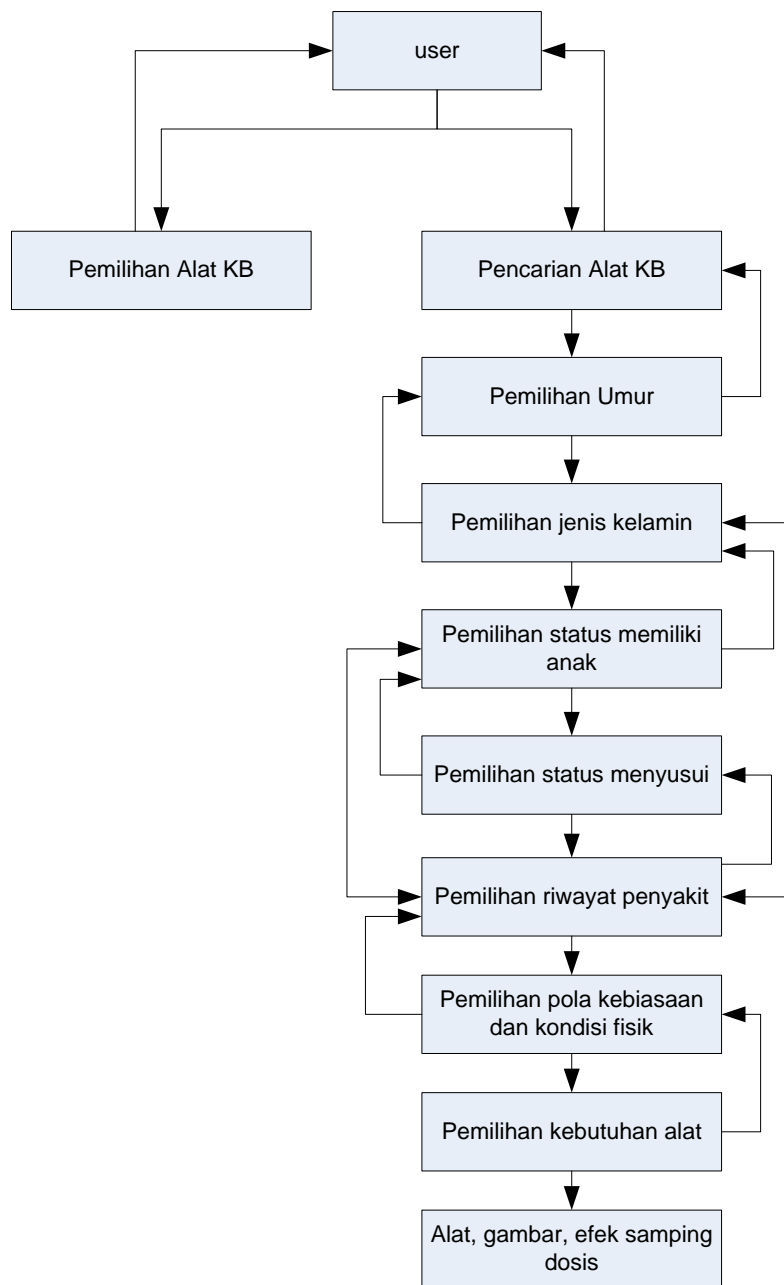 user
Pemilihan Alat KB
Pencarian Alat KB
Pemilihan Umur
Pemilihan jenis kelamin
Pemilihan status memiliki
anak
Pemilihan status menyusui
Pemilihan riwayat penyakit
Pemilihan pola kebiasaan
dan kondisi fisik
Pemilihan kebutuhan alat
Alat, gambar, efek samping
dosis